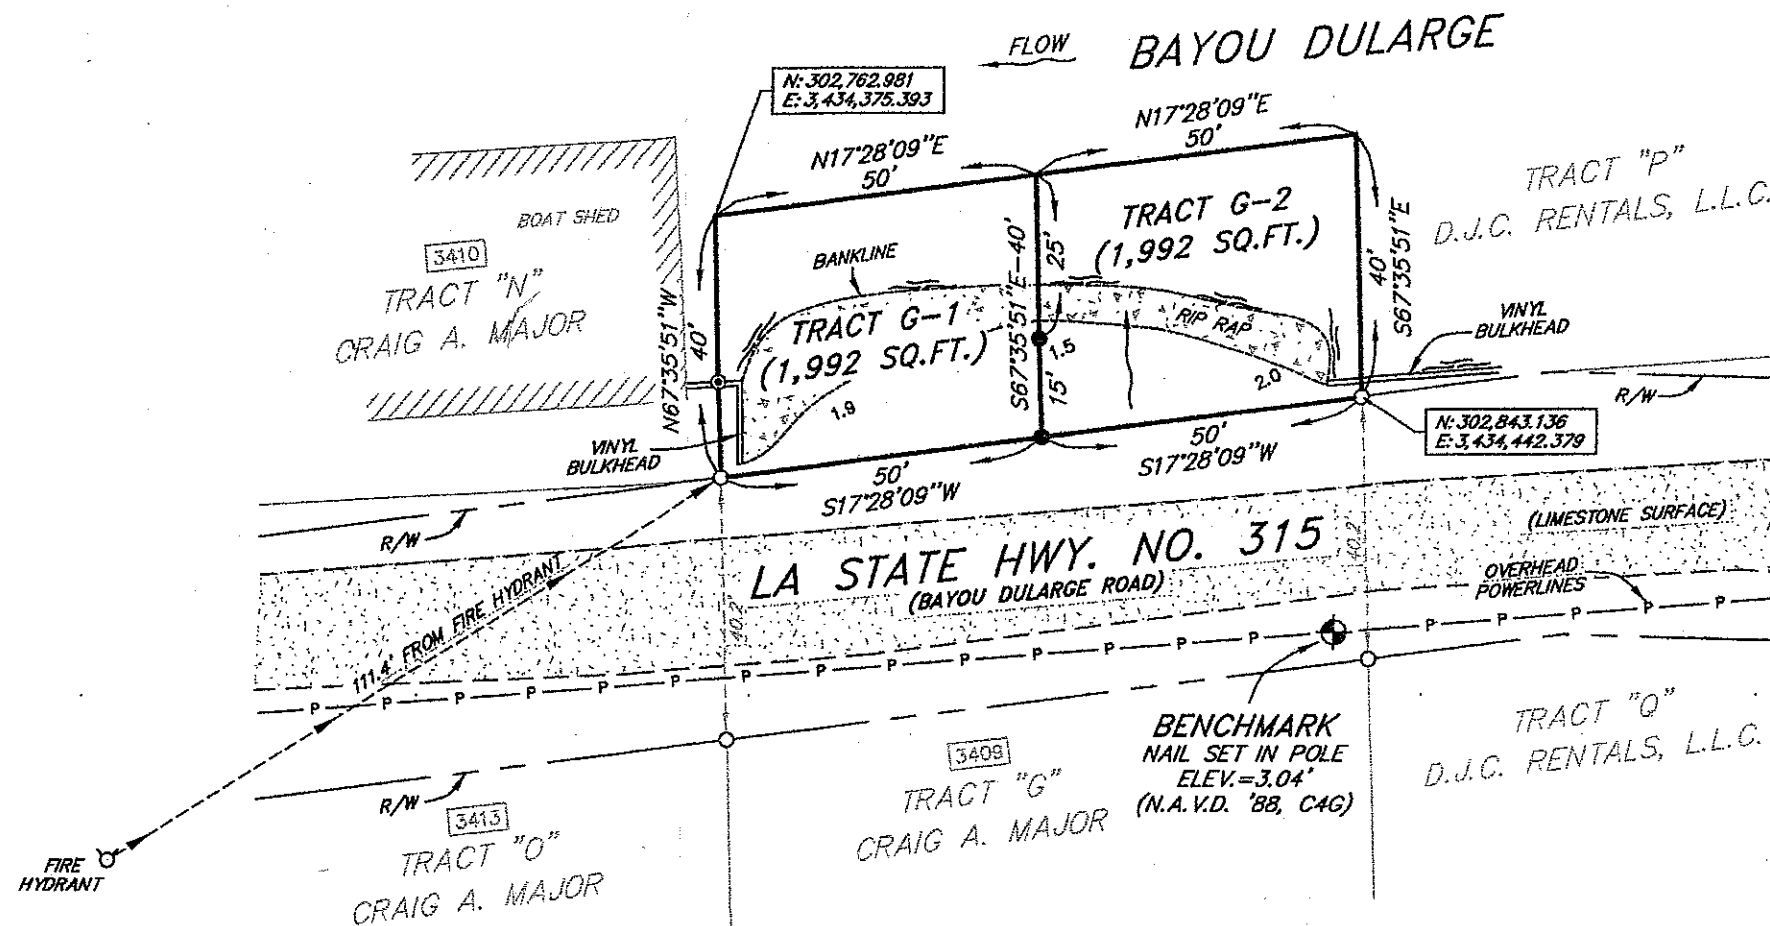 FLOW
BAYOU DULARGE
N: 302,762.981
E: 3,434,375.393
N17°28'09"E
50'
N17°28'09"E
50'
TRACT "P"
D.J.C. RENTALS, L.L.C.
BOAT SHED
3410
TRACT "N"
CRAIG A. MAJOR
BANKLINE
TRACT G-2
(1,992 SQ.FT.)
25'
S67°35'51"E-40'
40'
S67°35'51"E
N67°35'51"W
40'
TRACT G-1
(1,992 SQ.FT.)
RIP RAP
VINYL
BULKHEAD
1.5
2.0
1.9
15'
R/W
N: 302,843.136
E: 3,434,442.379
VINYL
BULKHEAD
50'
S17°28'09"W
50'
S17°28'09"W
R/W
(LIMESTONE SURFACE)
LA STATE HWY. NO. 315
(BAYOU DULARGE ROAD)
40.2'
40.2'
OVERHEAD
POWERLINES
111.4' FROM FIRE HYDRANT
P P P P P P P P P P P P P P P P P P P
BENCHMARK
NAIL SET IN POLE
ELEV.=3.04'
(N.A.V.D. '88, C4G)
TRACT "Q"
D.J.C. RENTALS, L.L.C.
3409
TRACT "G"
CRAIG A. MAJOR
R/W
3413
TRACT "O"
CRAIG A. MAJOR
FIRE
HYDRANT